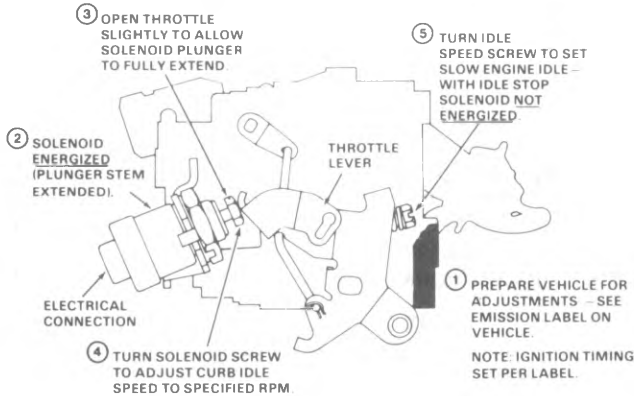 ③ OPEN THROTTLE
SLIGHTLY TO ALLOW
SOLENOID PLUNGER
TO FULLY EXTEND.
⑤ TURN IDLE
SPEED SCREW TO SET
SLOW ENGINE IDLE –
WITH IDLE STOP
SOLENOID NOT
ENERGIZED.
② SOLENOID
ENERGIZED
(PLUNGER STEM
EXTENDED).
THROTTLE
LEVER
ELECTRICAL
CONNECTION
① PREPARE VEHICLE FOR
ADJUSTMENTS – SEE
EMISSION LABEL ON
VEHICLE.
NOTE: IGNITION TIMING
SET PER LABEL.
④ TURN SOLENOID SCREW
TO ADJUST CURB IDLE
SPEED TO SPECIFIED RPM.